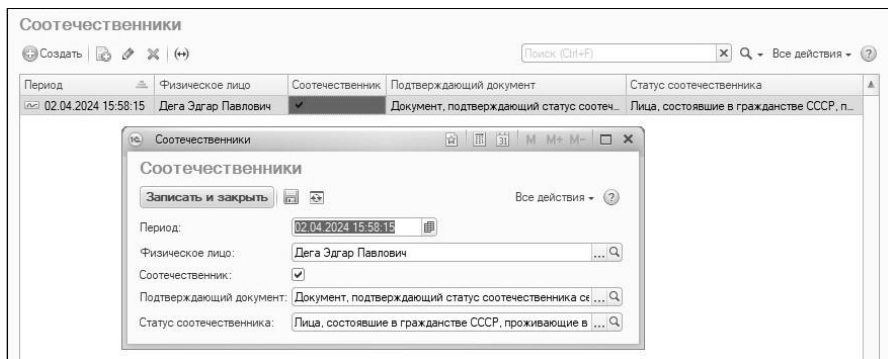 Соотечественники
Создать (↔) Поиск (Ctrl+F) × Все действия ?
Период Физическое лицо Соотечественник Подтверждающий документ Статус соотечественника
02.04.2024 15:58:15 Дега Эдгар Павлович ✔ Документ, подтверждающий статус соотеч... Лица, состоявшие в гражданстве СССР, п...
1С Соотечественники 31 M M+ M-
Соотечественники
Записать и закрыть Все действия ?
Период: 02.04.2024 15:58:15
Физическое лицо: Дега Эдгар Павлович ...
Соотечественник: ✔
Подтверждающий документ: Документ, подтверждающий статус соотечественника се ...
Статус соотечественника: Лица, состоявшие в гражданстве СССР, проживающие в ...